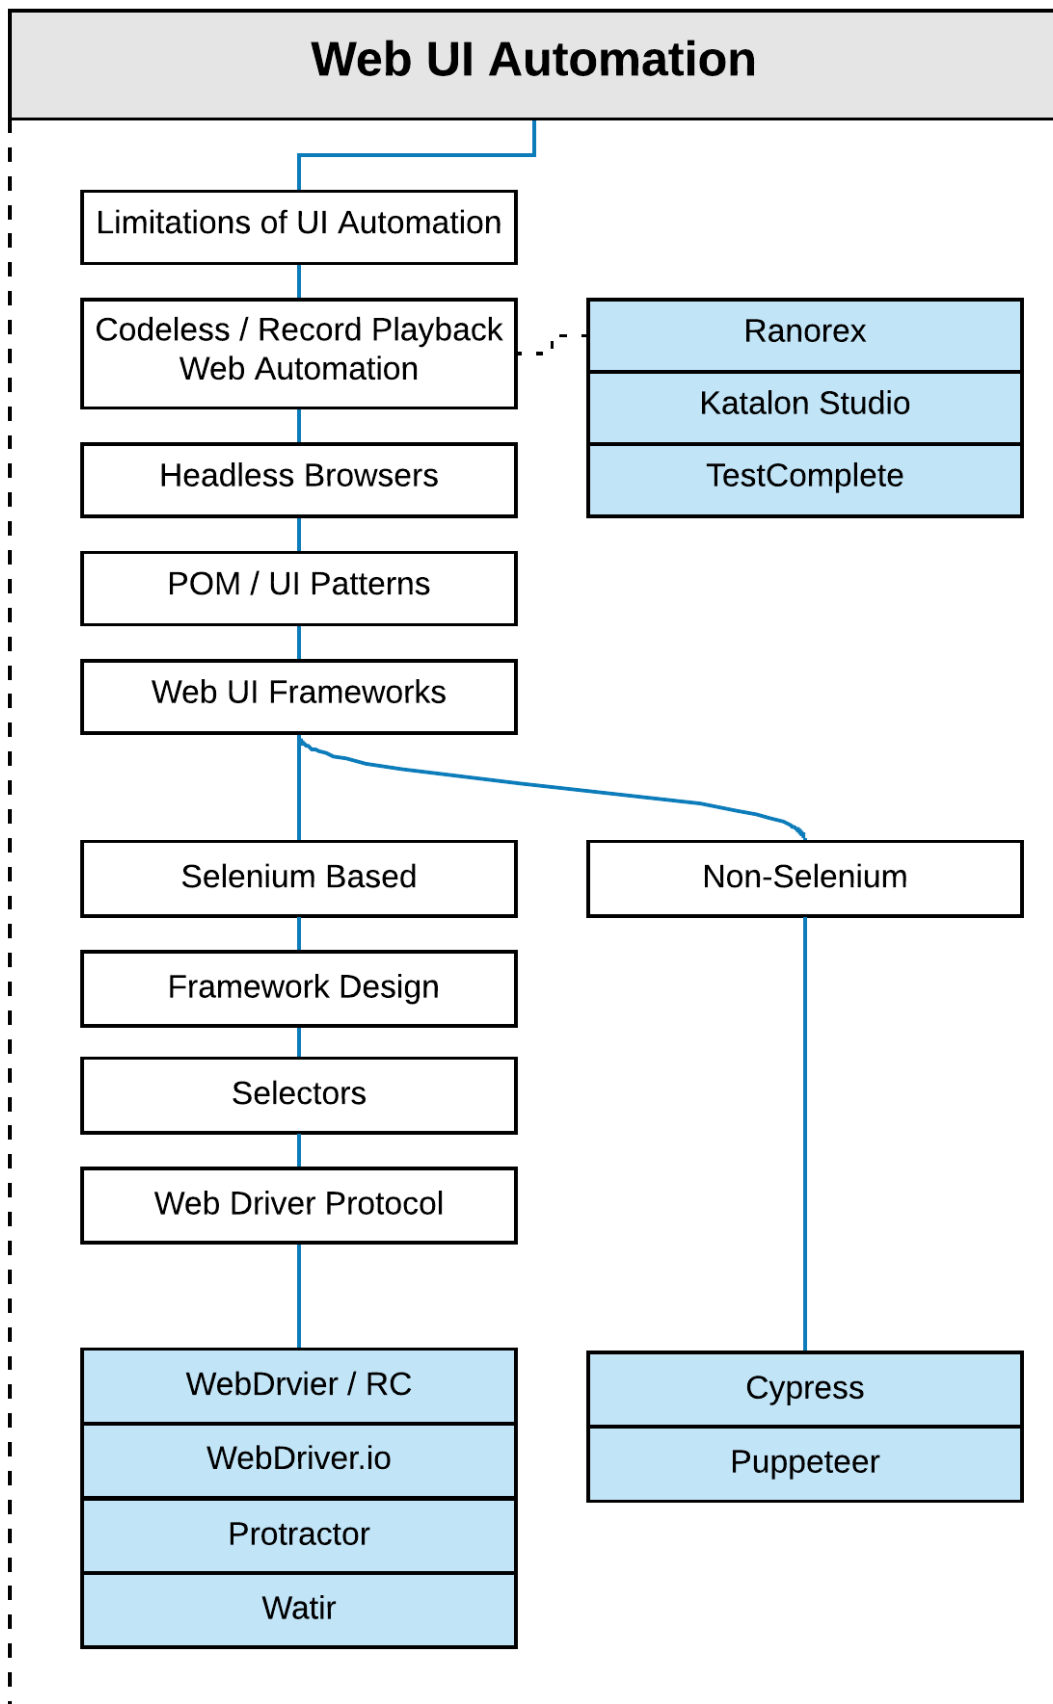 Web UI Automation
Limitations of UI Automation
Codeless / Record Playback
Web Automation
Ranorex
Katalon Studio
TestComplete
Headless Browsers
POM / UI Patterns
Web UI Frameworks
Selenium Based
Non-Selenium
Framework Design
Selectors
Web Driver Protocol
WebDrvier / RC
WebDriver.io
Protractor
Watir
Cypress
Puppeteer